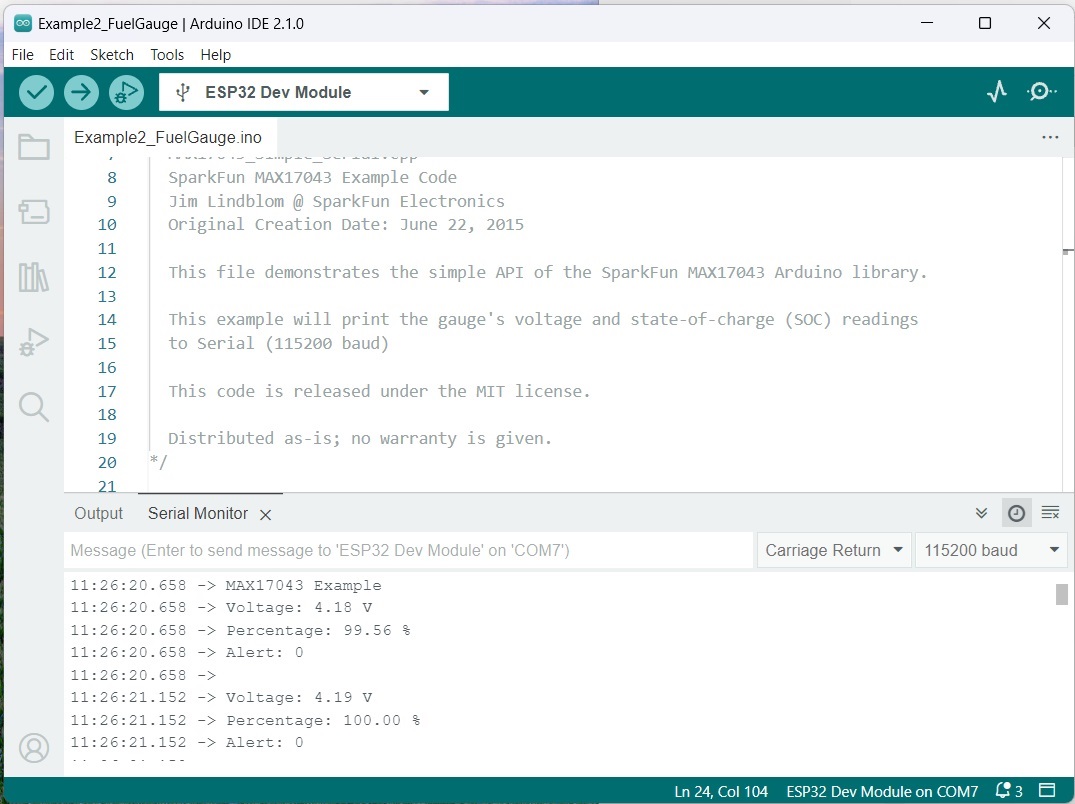 Example2_FuelGauge | Arduino IDE 2.1.0
File Edit Sketch Tools Help
ESP32 Dev Module
Example2_FuelGauge.ino
8 SparkFun MAX17043 Example Code
9 Jim Lindblom @ SparkFun Electronics
10 Original Creation Date: June 22, 2015
11
12 This file demonstrates the simple API of the SparkFun MAX17043 Arduino library.
13
14 This example will print the gauge's voltage and state-of-charge (SOC) readings
15 to Serial (115200 baud)
16
17 This code is released under the MIT license.
18
19 Distributed as-is; no warranty is given.
20 */
21
Output Serial Monitor
Message (Enter to send message to 'ESP32 Dev Module' on 'COM7')
Carriage Return
115200 baud
11:26:20.658 -> MAX17043 Example
11:26:20.658 -> Voltage: 4.18 V
11:26:20.658 -> Percentage: 99.56 %
11:26:20.658 -> Alert: 0
11:26:20.658 ->
11:26:21.152 -> Voltage: 4.19 V
11:26:21.152 -> Percentage: 100.00 %
11:26:21.152 -> Alert: 0
Ln 24, Col 104 ESP32 Dev Module on COM7 3